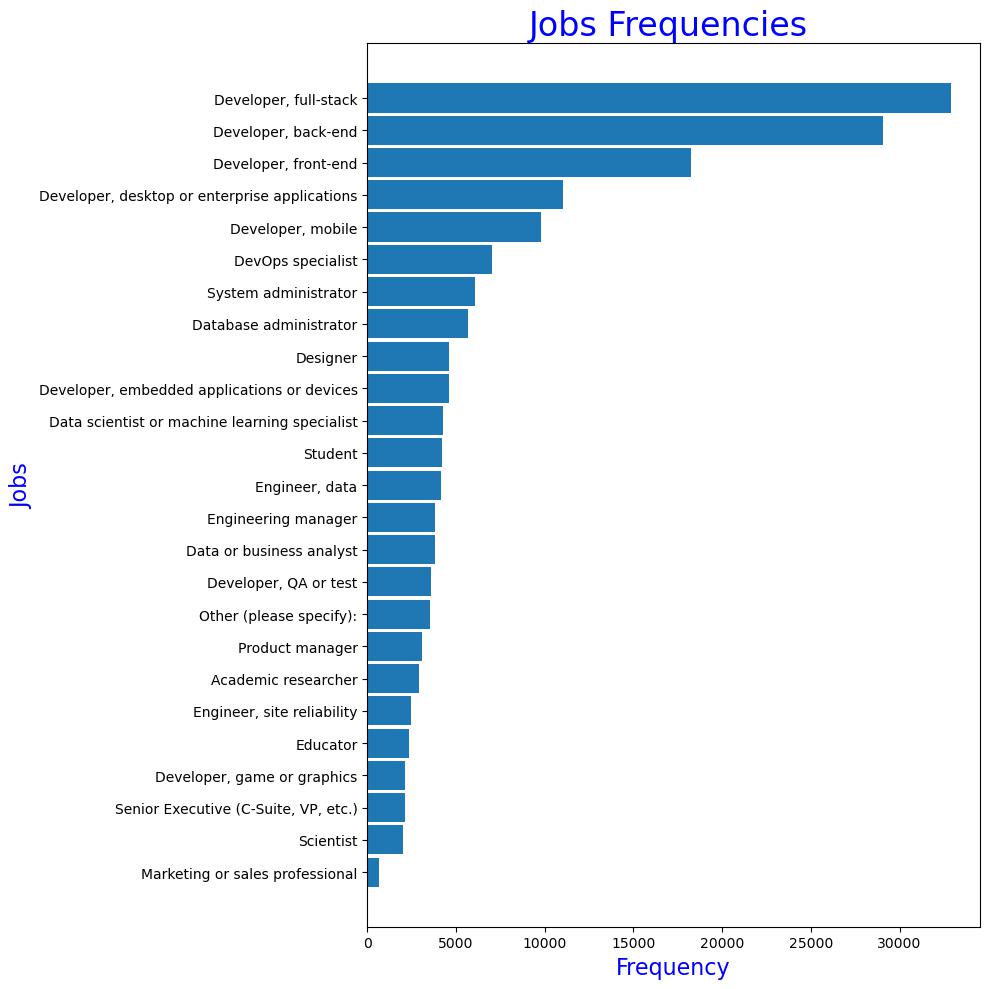 Jobs Frequencies
Developer, full-stack
Developer, back-end
Developer, front-end
Developer, desktop or enterprise applications
Developer, mobile
DevOps specialist
System administrator
Database administrator
Designer
Developer, embedded applications or devices
Data scientist or machine learning specialist
Student
Engineer, data
Engineering manager
Data or business analyst
Developer, QA or test
Other (please specify):
Product manager
Academic researcher
Engineer, site reliability
Educator
Developer, game or graphics
Senior Executive (C-Suite, VP, etc.)
Scientist
Marketing or sales professional
Jobs
0 5000 10000 15000 20000 25000 30000
Frequency